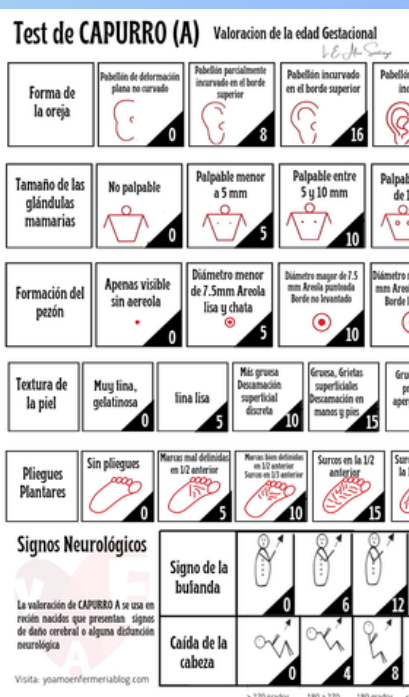 Test de CAPURRO (A) Valoracion de la edad Gestacional
Forma de
la oreja
Pabellón de deformación
plana no curvado
0
Pabellón parcialmente
incurvado en el borde
superior
8
Pabellón incurvado
en el borde superior
16
Tamaño de las
glándulas
mamarias
No palpable
0
Palpable menor
a 5 mm
5
Palpable entre
5 y 10 mm
10
Formación del
pezón
Apenas visible
sin aereola
0
Diámetro menor
de 7.5mm Areola
lisa y chata
5
Diámetro mayor de 7.5
mm Areola punteada
Borde no levantado
10
Textura de
la piel
Muy fina,
gelatinosa
0
fina lisa
5
Más gruesa
Descamación
superficial
discreta
10
Gruesa, Grietas
superficiales
Descamación en
manos y pies
15
Pliegues
Plantares
Sin pliegues
0
Marcas mal definidas
en 1/2 anterior
5
Marcas bien definidas
en 1/2 anterior
Surcos en 1/3 anterior
10
Surcos en la 1/2
anterior
15
Signos Neurológicos
La valoración de CAPURRO A se usa en
recién nacidos que presentan signos
de daño cerebral o alguna disfunción
neurológica
Visita: yoamoenfermeriablog.com
Signo de la
bufanda
0
6
12
Caída de la
cabeza
0
4
8